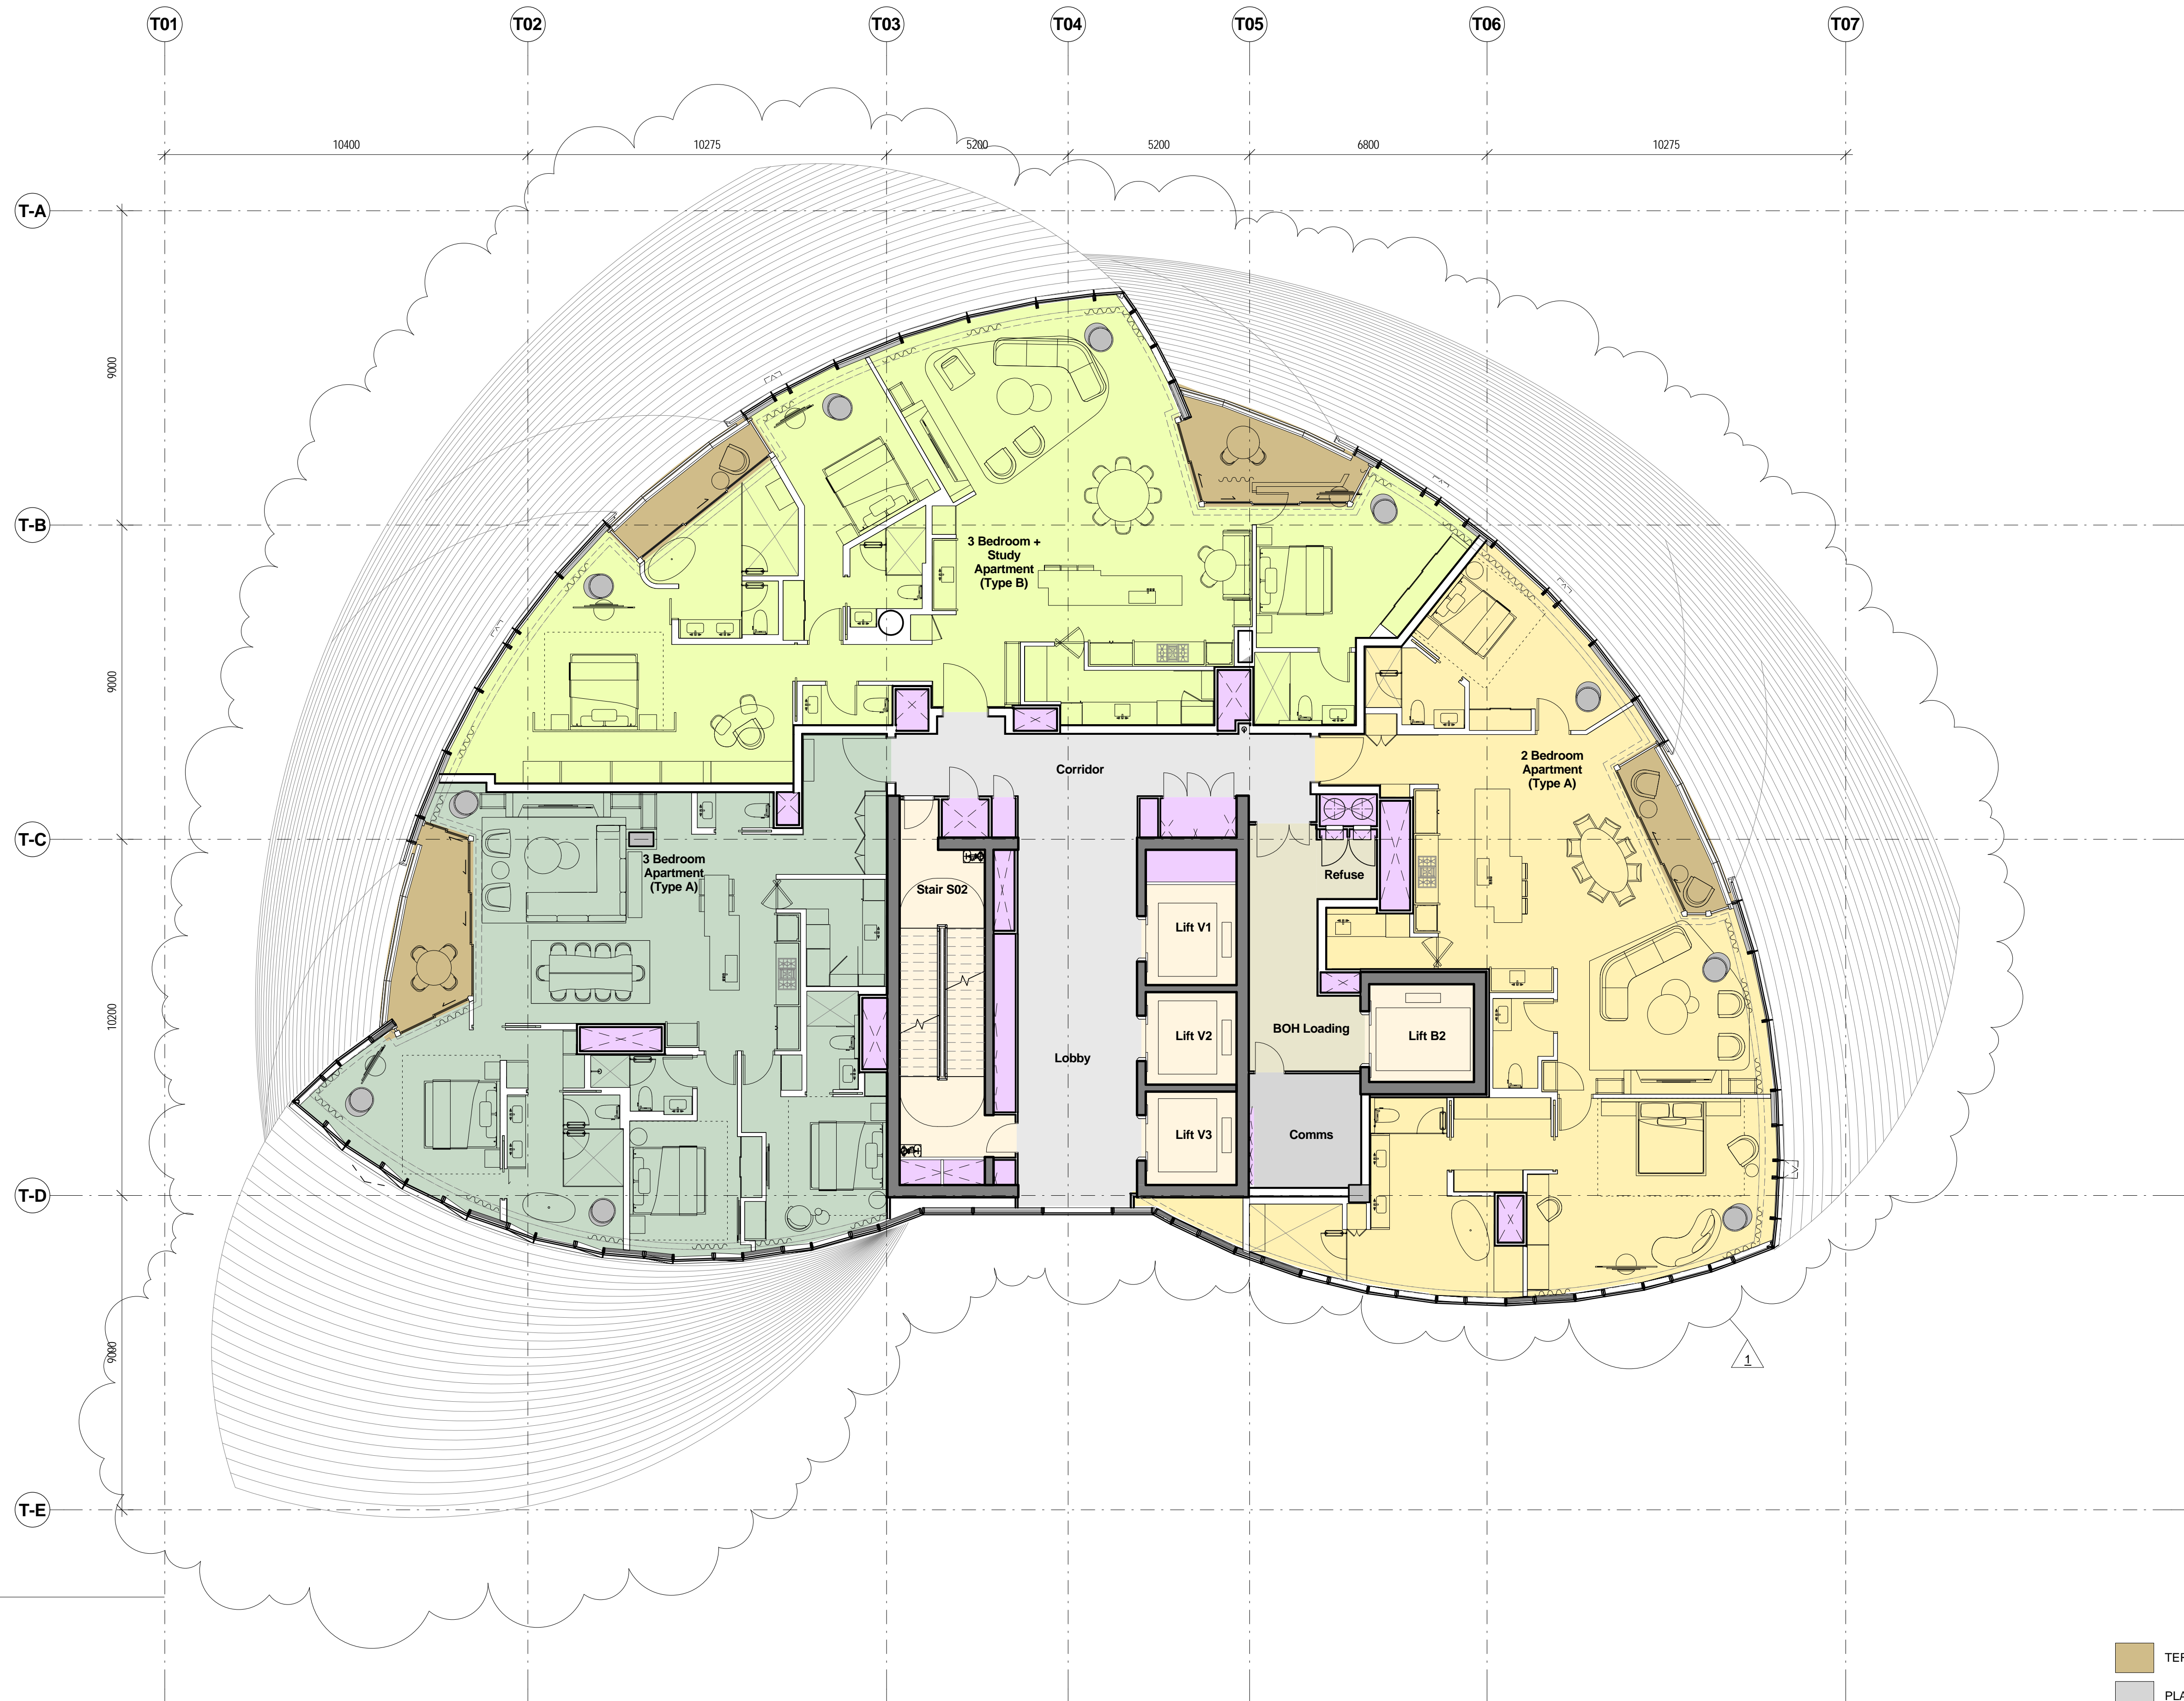 T01
T02
T03
T04
T05
T06
T07
10400
10275
5200
5200
6800
10275
T-A
9000
T-B
3 Bedroom +
Study
Apartment
(Type B)
9000
2 Bedroom
Apartment
(Type A)
Corridor
T-C
3 Bedroom
Apartment
(Type A)
Stair S02
Refuse
Lift V1
10200
BOH Loading
Lift V2
Lift B2
Lobby
Lift V3
Comms
T-D
9090
1
T-E